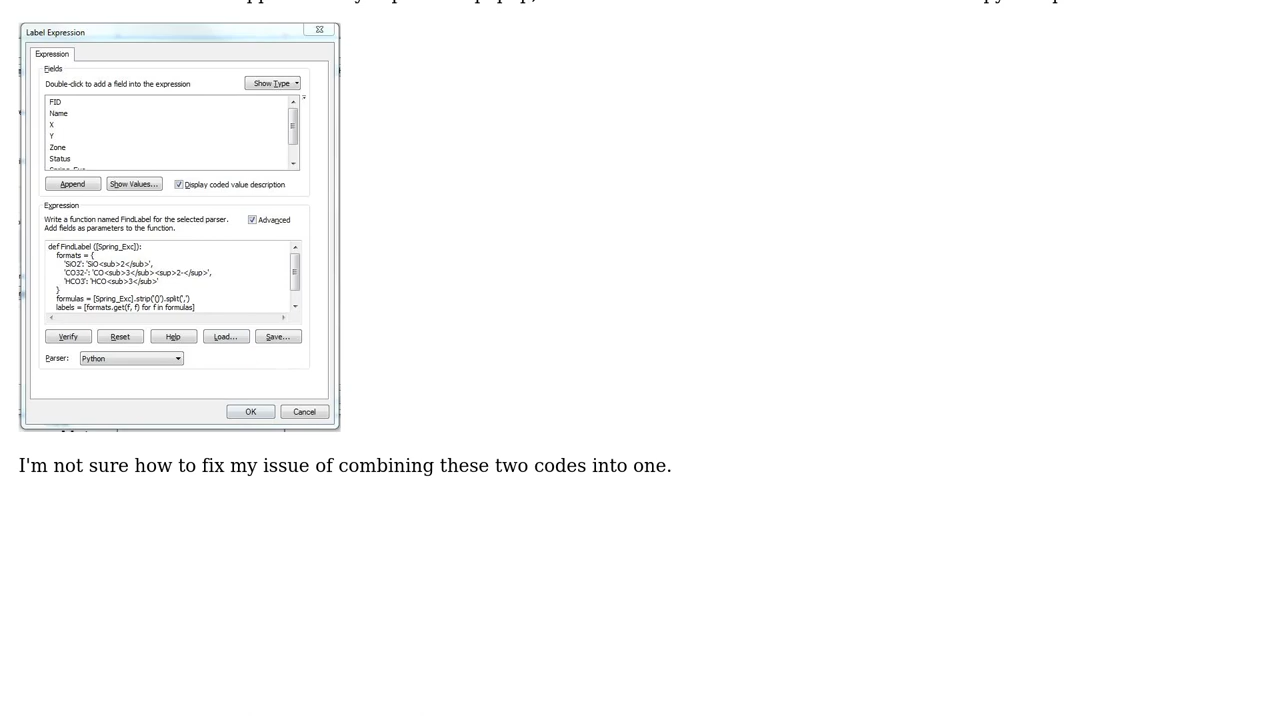 Label Expression
Expression
Fields
Double-click to add a field into the expression
Show Type
FID
Name
X
Y
Zone
Status
Append
Show Values...
Display coded value description
Expression
Write a function named FindLabel for the selected parser.
Add fields as parameters to the function.
Advanced
def FindLabel ([Spring_Exc]):
formats = {
'SiO2': 'SiO<sub>2</sub>',
'CO32-': 'CO<sub>3</sub><sup>2-</sup>',
'HCO3': 'HCO<sub>3</sub>'
}
formulas = [Spring_Exc].strip('()').split(',')
labels = [formats.get(f, f) for f in formulas]
Verify
Reset
Help
Load...
Save...
Parser:
Python
OK
Cancel
I'm not sure how to fix my issue of combining these two codes into one.